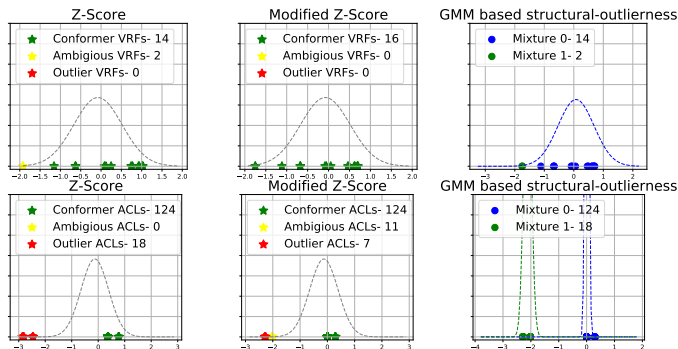 Z-Score
Modified Z-Score
GMM based structural-outlierness
Conformer VRFs- 14
Ambigious VRFs- 2
Outlier VRFs- 0
Conformer VRFs- 16
Ambigious VRFs- 0
Outlier VRFs- 0
Mixture 0- 14
Mixture 1- 2
−2.0 −1.5 −1.0 −0.5 0.0 0.5 1.0 1.5 2.0
−2.0 −1.5 −1.0 −0.5 0.0 0.5 1.0 1.5 2.0
−3 −2 −1 0 1 2
Z-Score
Modified Z-Score
GMM based structural-outlierness
Conformer ACLs- 124
Ambigious ACLs- 0
Outlier ACLs- 18
Conformer ACLs- 124
Ambigious ACLs- 11
Outlier ACLs- 7
Mixture 0- 124
Mixture 1- 18
−3 −2 −1 0 1 2 3
−3 −2 −1 0 1 2 3
−4 −3 −2 −1 0 1 2